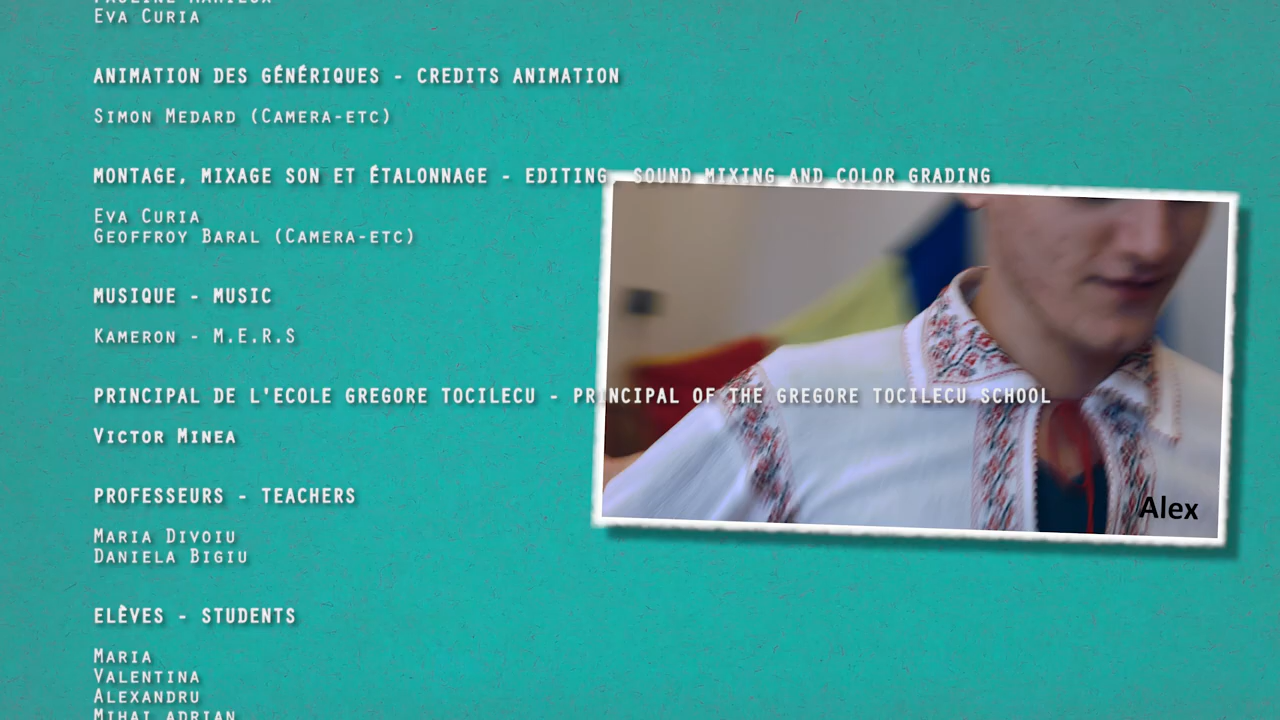 EVA CURIA
ANIMATION DES GÉNÉRIQUES - CREDITS ANIMATION
SIMON MEDARD (CAMERA-ETC)
MONTAGE, MIXAGE SON ET ÉTALONNAGE - EDITING, SOUND MIXING AND COLOR GRADING
EVA CURIA
GEOFFROY BARAL (CAMERA-ETC)
MUSIQUE - MUSIC
KAMERON - M.E.R.S
PRINCIPAL DE L'ECOLE GREGORE TOCILECU - PRINCIPAL OF THE GREGORE TOCILECU SCHOOL
VICTOR MINEA
PROFESSEURS - TEACHERS
Alex
MARIA DIVOIU
DANIELA BIGIU
ELÈVES - STUDENTS
MARIA
VALENTINA
ALEXANDRU
MIHAI ADRIAN